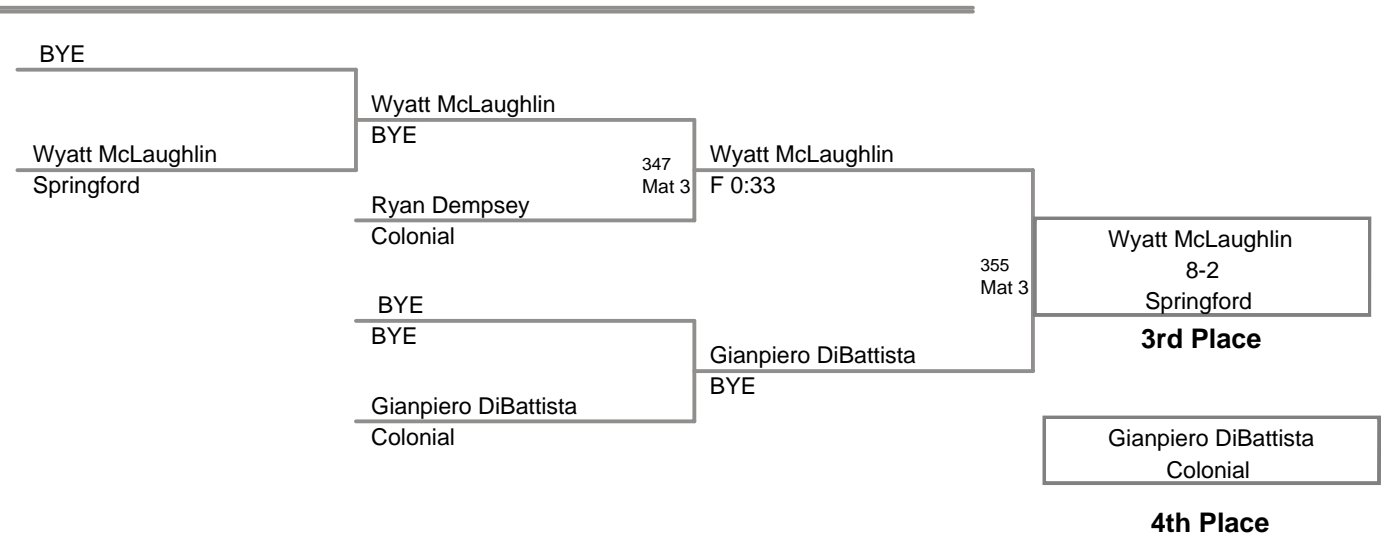 BYE
Wyatt McLaughlin
Springford
Wyatt McLaughlin
BYE
347
Mat 3
Ryan Dempsey
Colonial
BYE
BYE
Gianpiero DiBattista
Colonial
Wyatt McLaughlin
F 0:33
355
Mat 3
Gianpiero DiBattista
BYE
Wyatt McLaughlin
8-2
Springford
3rd Place
Gianpiero DiBattista
Colonial
4th Place